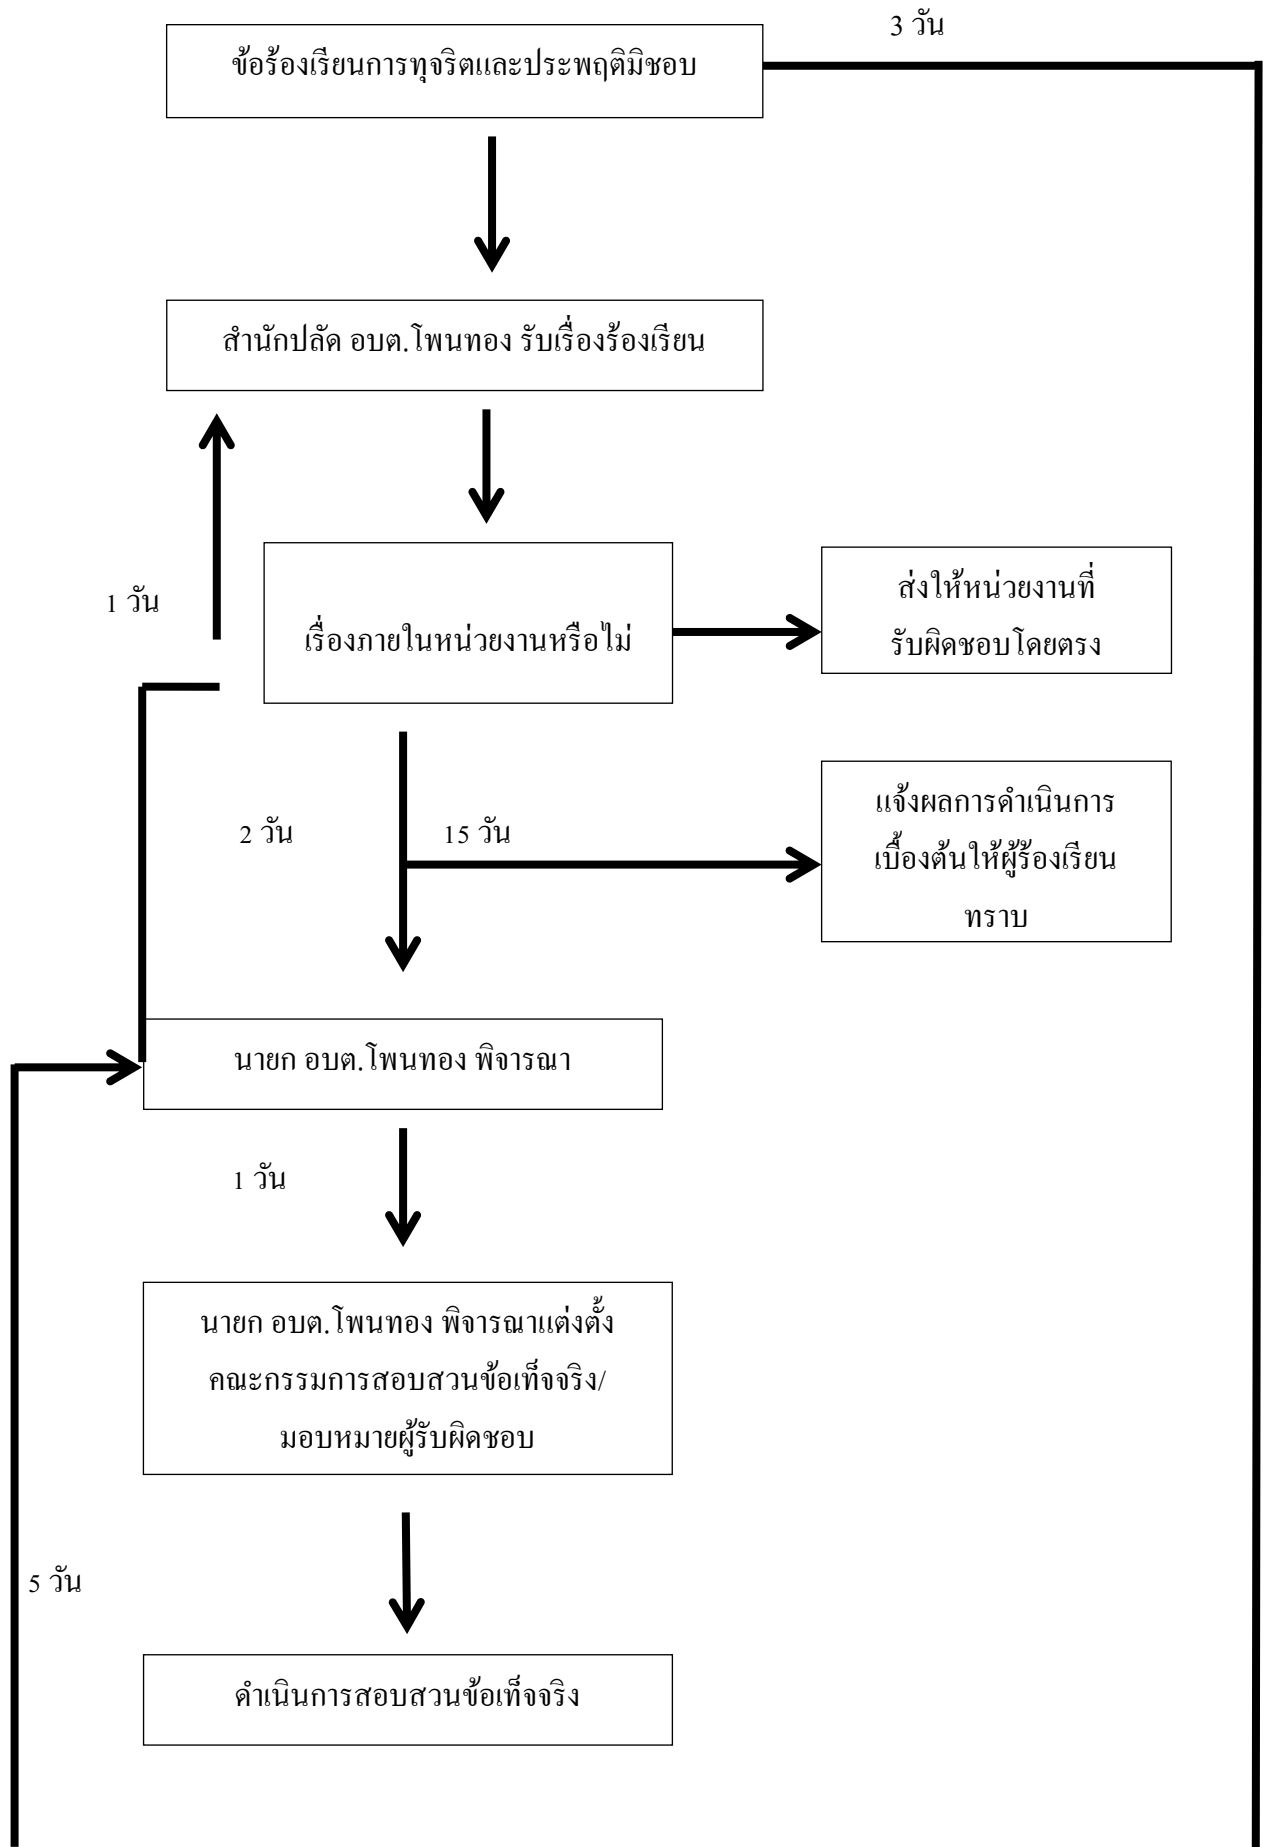 3 วัน
ข้อร้องเรียนการทุจริตและประพฤติมิชอบ
สำนักปลัด อบต.โพนทอง รับเรื่องร้องเรียน
1 วัน
เรื่องภายในหน่วยงานหรือไม่
ส่งให้หน่วยงานที่
รับผิดชอบโดยตรง
2 วัน
15 วัน
แจ้งผลการดำเนินการ
เบื้องต้นให้ผู้ร้องเรียน
ทราบ
นายก อบต.โพนทอง พิจารณา
1 วัน
นายก อบต.โพนทอง พิจารณาแต่งตั้ง
คณะกรรมการสอบสวนข้อเท็จจริง/
มอบหมายผู้รับผิดชอบ
5 วัน
ดำเนินการสอบสวนข้อเท็จจริง